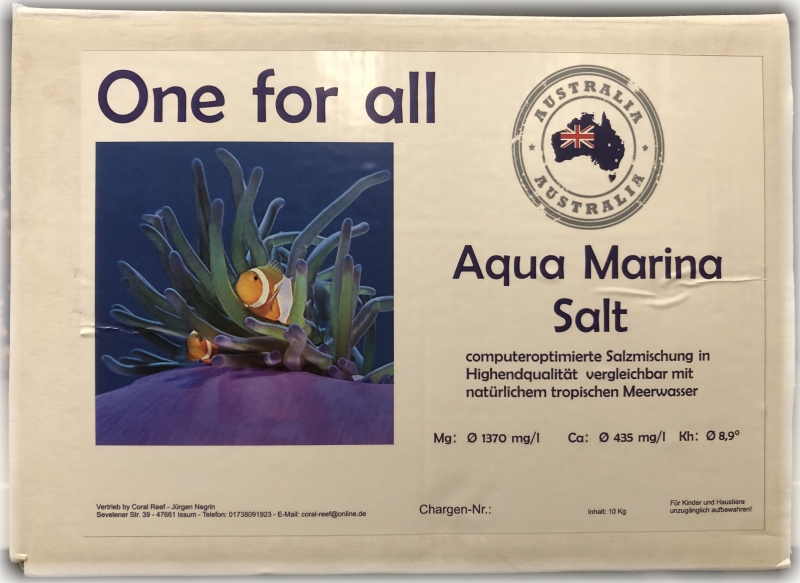 One for all
AUSTRALIA
AUSTRALIA
Aqua Marina
Salt
computeroptimierte Salzmischung in
Highendqualität vergleichbar mit
natürlichem tropischen Meerwasser
Mg: Ø 1370 mg/l Ca: Ø 435 mg/l Kh: Ø 8,9°
Vertrieb by Coral Reef - Jürgen Negrin
Sevelener Str. 39 - 47661 Issum - Telefon: 01738091923 - E-Mail: coral-reef@online.de
Chargen-Nr.:
Inhalt: 10 Kg
Für Kinder und Haustiere
unzugänglich aufbewahren!